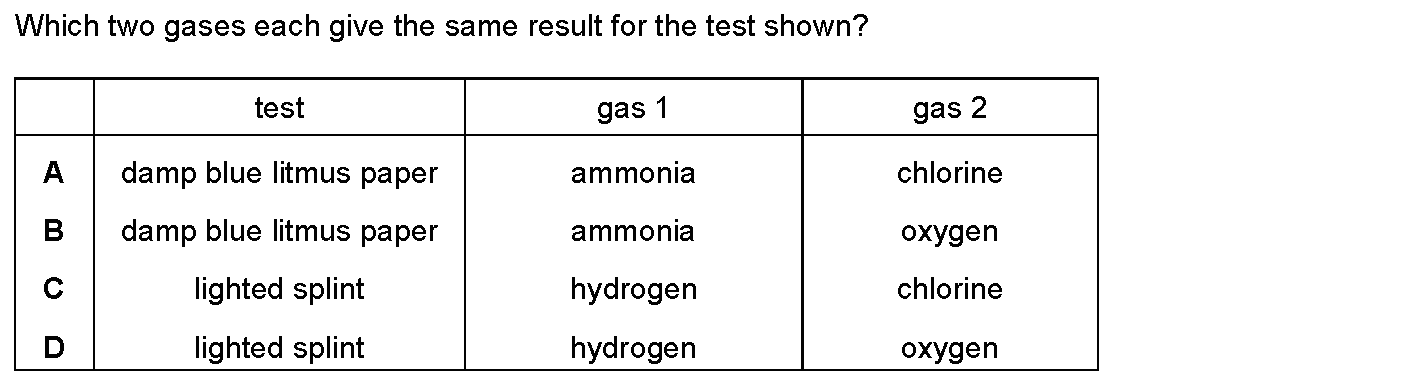 Which two gases each give the same result for the test shown?
test gas 1 gas 2
A damp blue litmus paper ammonia chlorine
B damp blue litmus paper ammonia oxygen
C lighted splint hydrogen chlorine
D lighted splint hydrogen oxygen